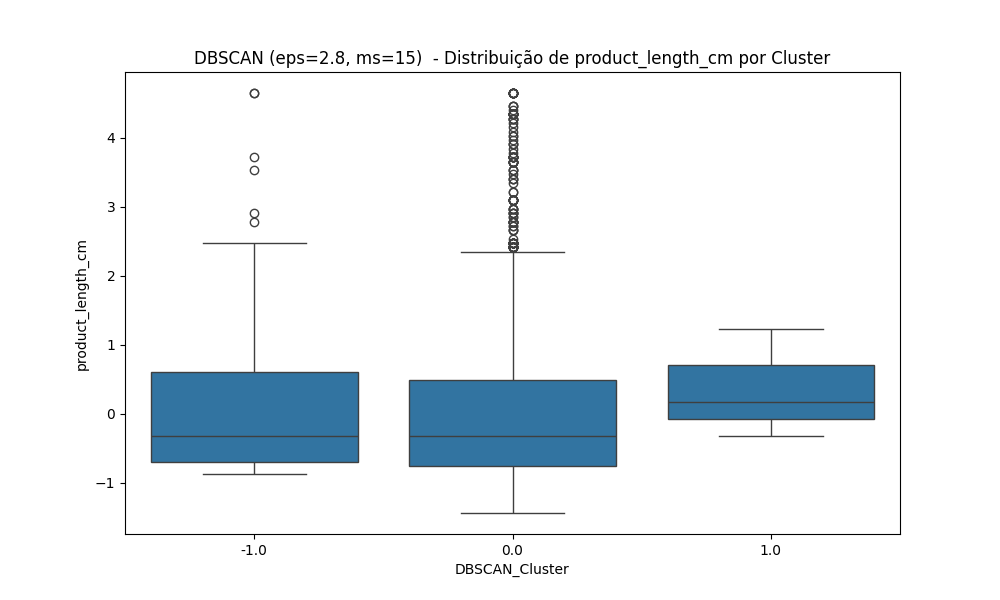 DBSCAN (eps=2.8, ms=15)  - Distribuição de product_length_cm por Cluster
4
3
2
1
0
−1
product_length_cm
-1.0 0.0 1.0
DBSCAN_Cluster